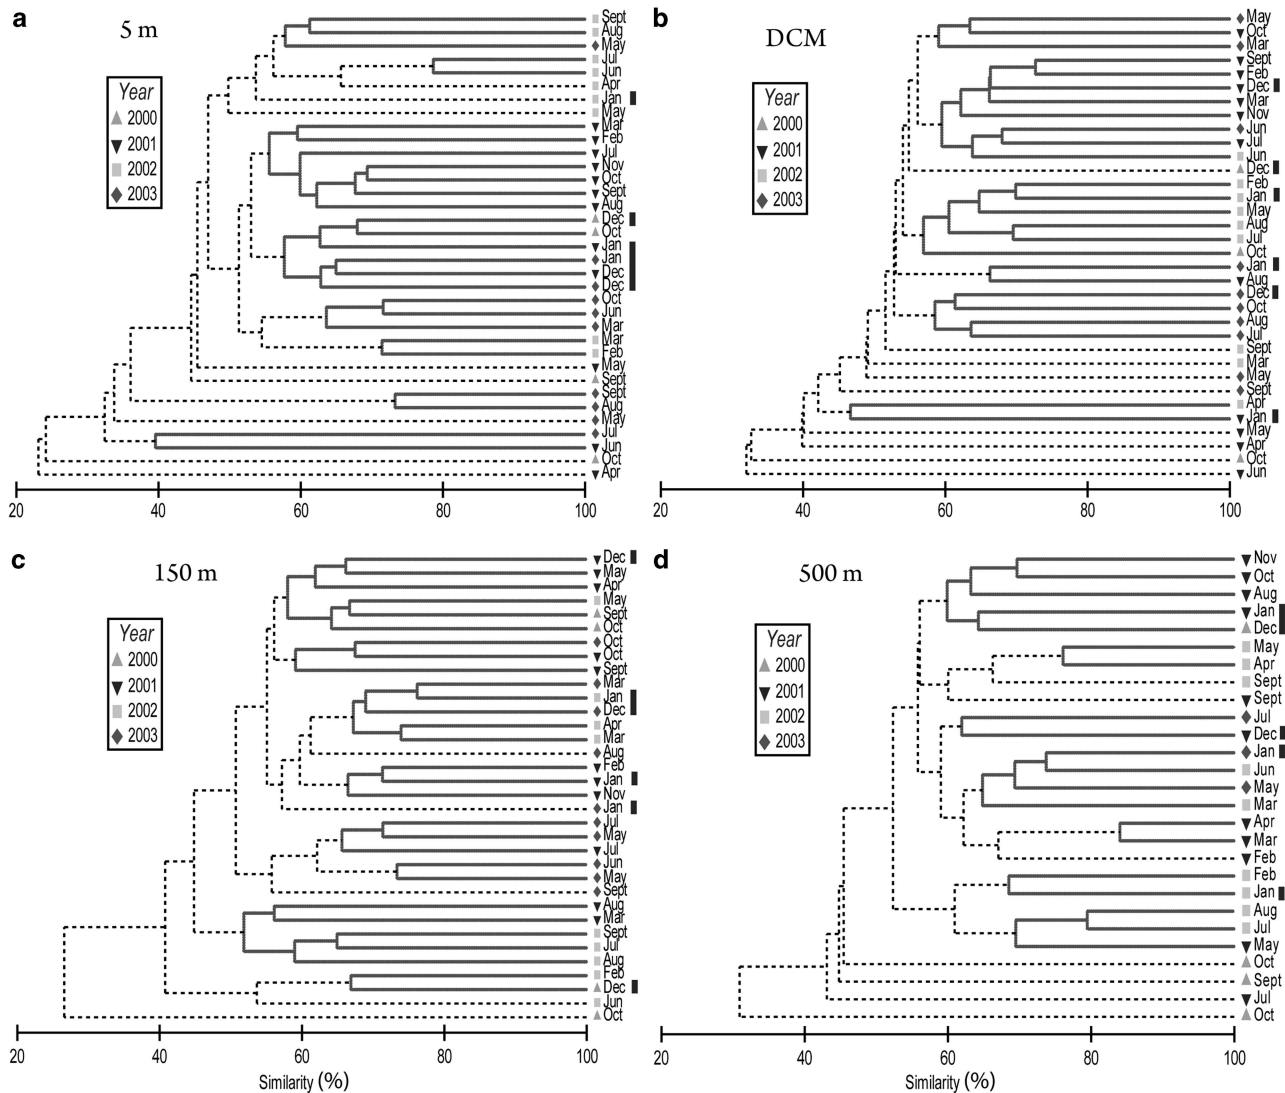 a
5 m
Year
2000
2001
2002
2003
Sept
Aug
May
Jul
Jun
Apr
Jan
May
Mar
Feb
Jul
Nov
Oct
Sept
Aug
Dec
Oct
Jan
Jan
Dec
Dec
Oct
Jun
Mar
Mar
Feb
May
Sept
Sept
Aug
May
Jul
Jun
Oct
Apr
20 40 60 80 100
b
DCM
Year
2000
2001
2002
2003
May
Oct
Mar
Sept
Feb
Dec
Mar
Nov
Jun
Jul
Jun
Dec
Feb
Jan
May
Aug
Jul
Oct
Jan
Aug
Dec
Oct
Aug
Jul
Sept
Mar
May
Sept
Apr
Jan
May
Apr
Oct
Jun
20 40 60 80 100
c
150 m
Year
2000
2001
2002
2003
Dec
May
Apr
May
Sept
Oct
Oct
Oct
Sept
Mar
Jan
Dec
Apr
Mar
Aug
Feb
Jan
Nov
Jan
Jul
May
Jul
Jun
May
Sept
Aug
Mar
Sept
Jul
Aug
Feb
Dec
Jun
Oct
20 40 60 80 100
Similarity (%)
d
500 m
Year
2000
2001
2002
2003
Nov
Oct
Aug
Jan
Dec
May
Apr
Sept
Sept
Jul
Dec
Jan
Jun
May
Mar
Apr
Mar
Feb
Feb
Jan
Aug
Jul
May
Oct
Sept
Jul
Oct
20 40 60 80 100
Similarity (%)